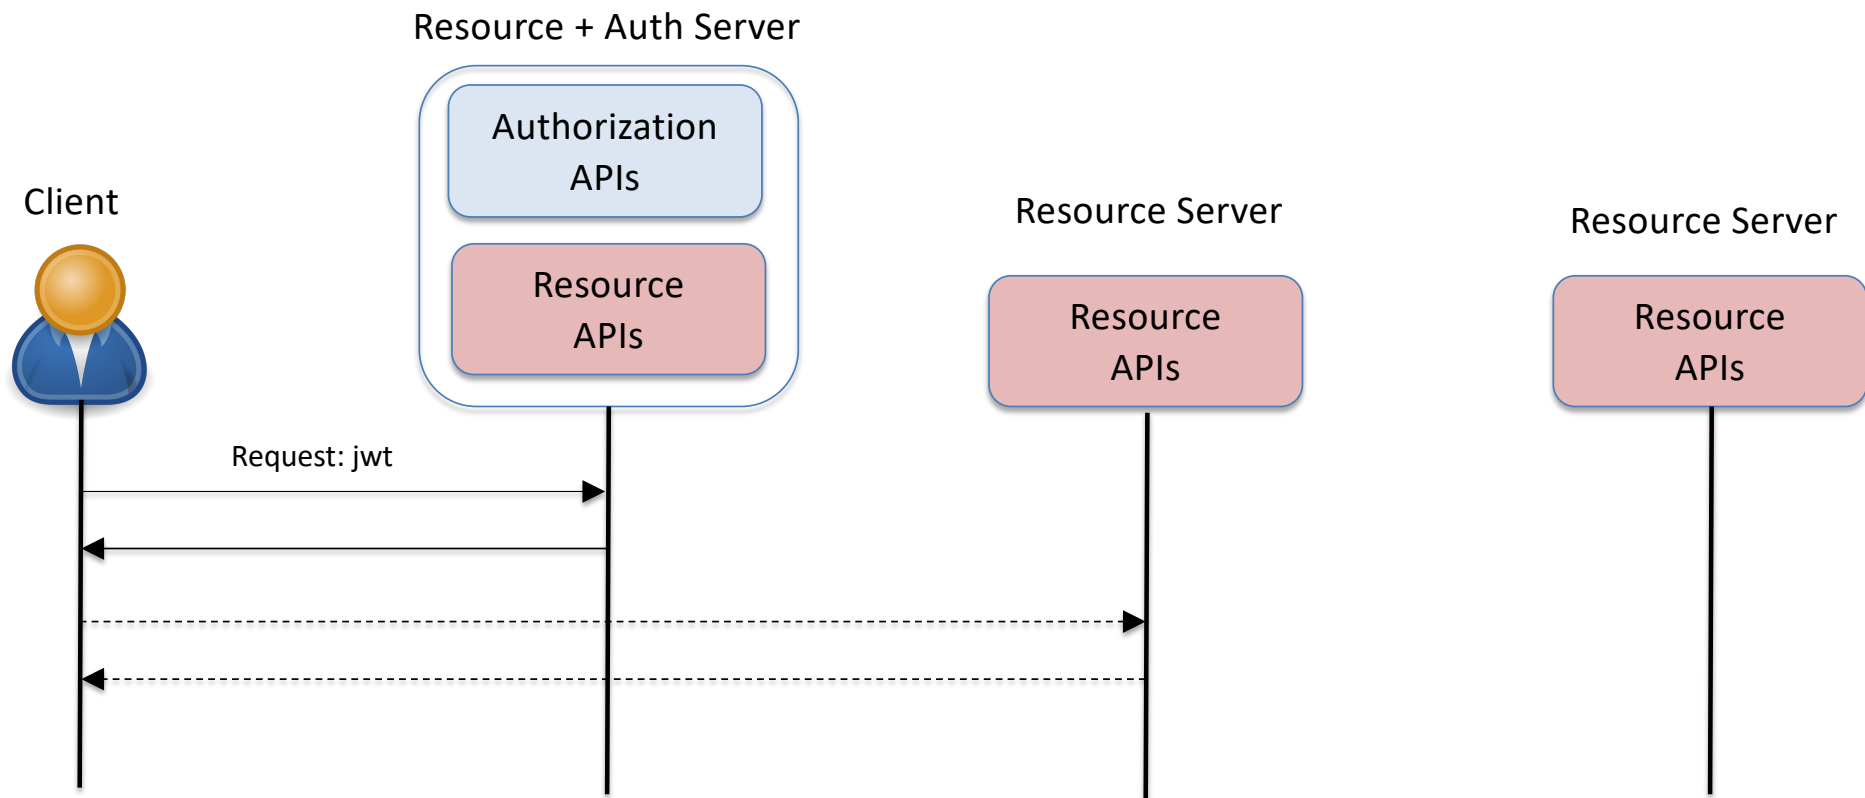 Resource + Auth Server
Authorization
APIs
Client
Resource
APIs
Resource Server
Resource
APIs
Resource Server
Resource
APIs
Request: jwt